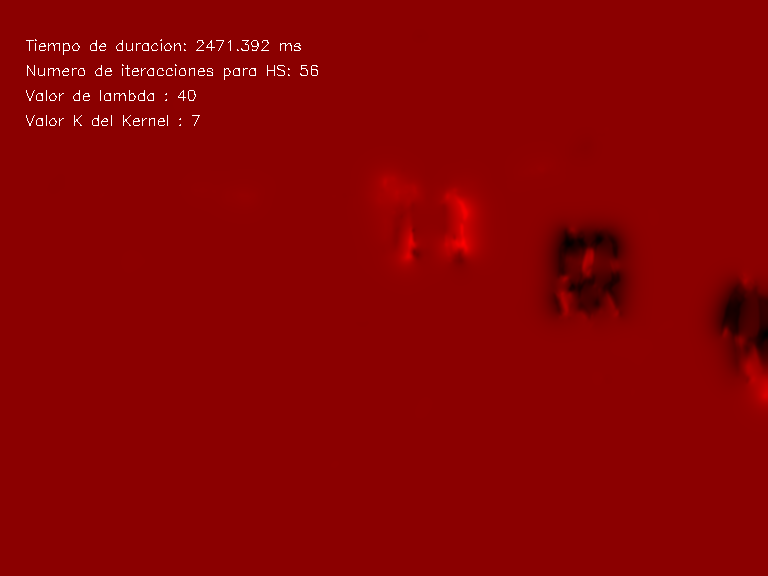 Tiempo de duracion: 2471.392 ms
Numero de iteracciones para HS: 56
Valor de lambda : 40
Valor K del Kernel : 7